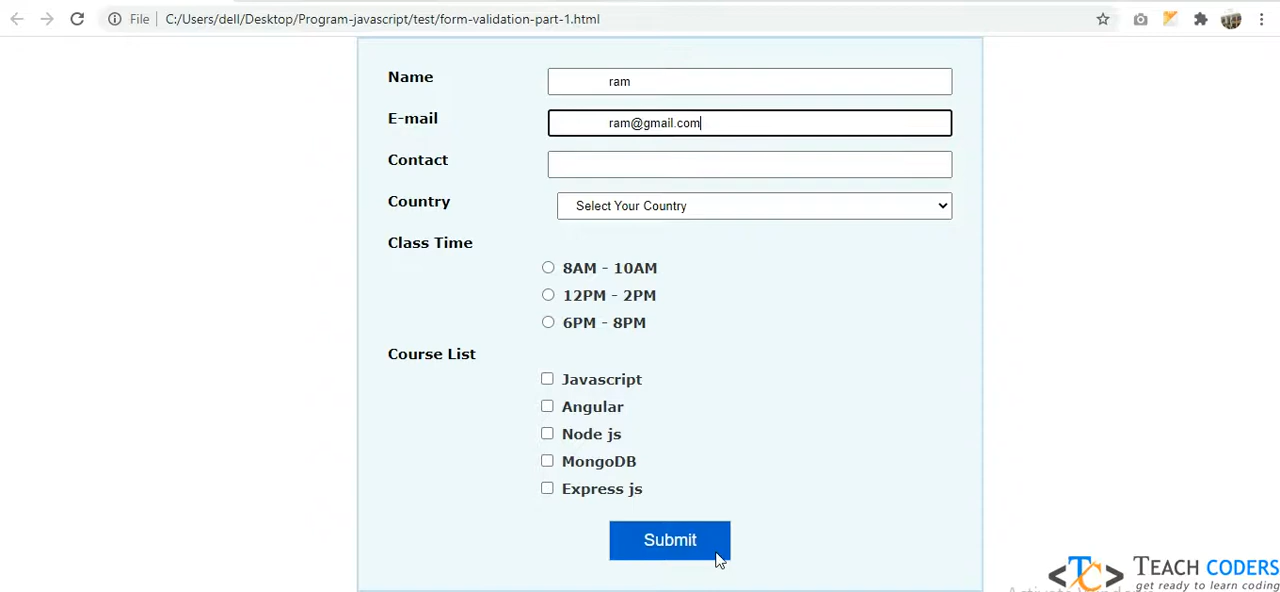 File C:/Users/dell/Desktop/Program-javascript/test/form-validation-part-1.html
Name ram
E-mail ram@gmail.com
Contact
Country Select Your Country
Class Time
8AM - 10AM
12PM - 2PM
6PM - 8PM
Course List
Javascript
Angular
Node js
MongoDB
Express js
Submit
<TC> TEACH CODERS
get ready to learn coding